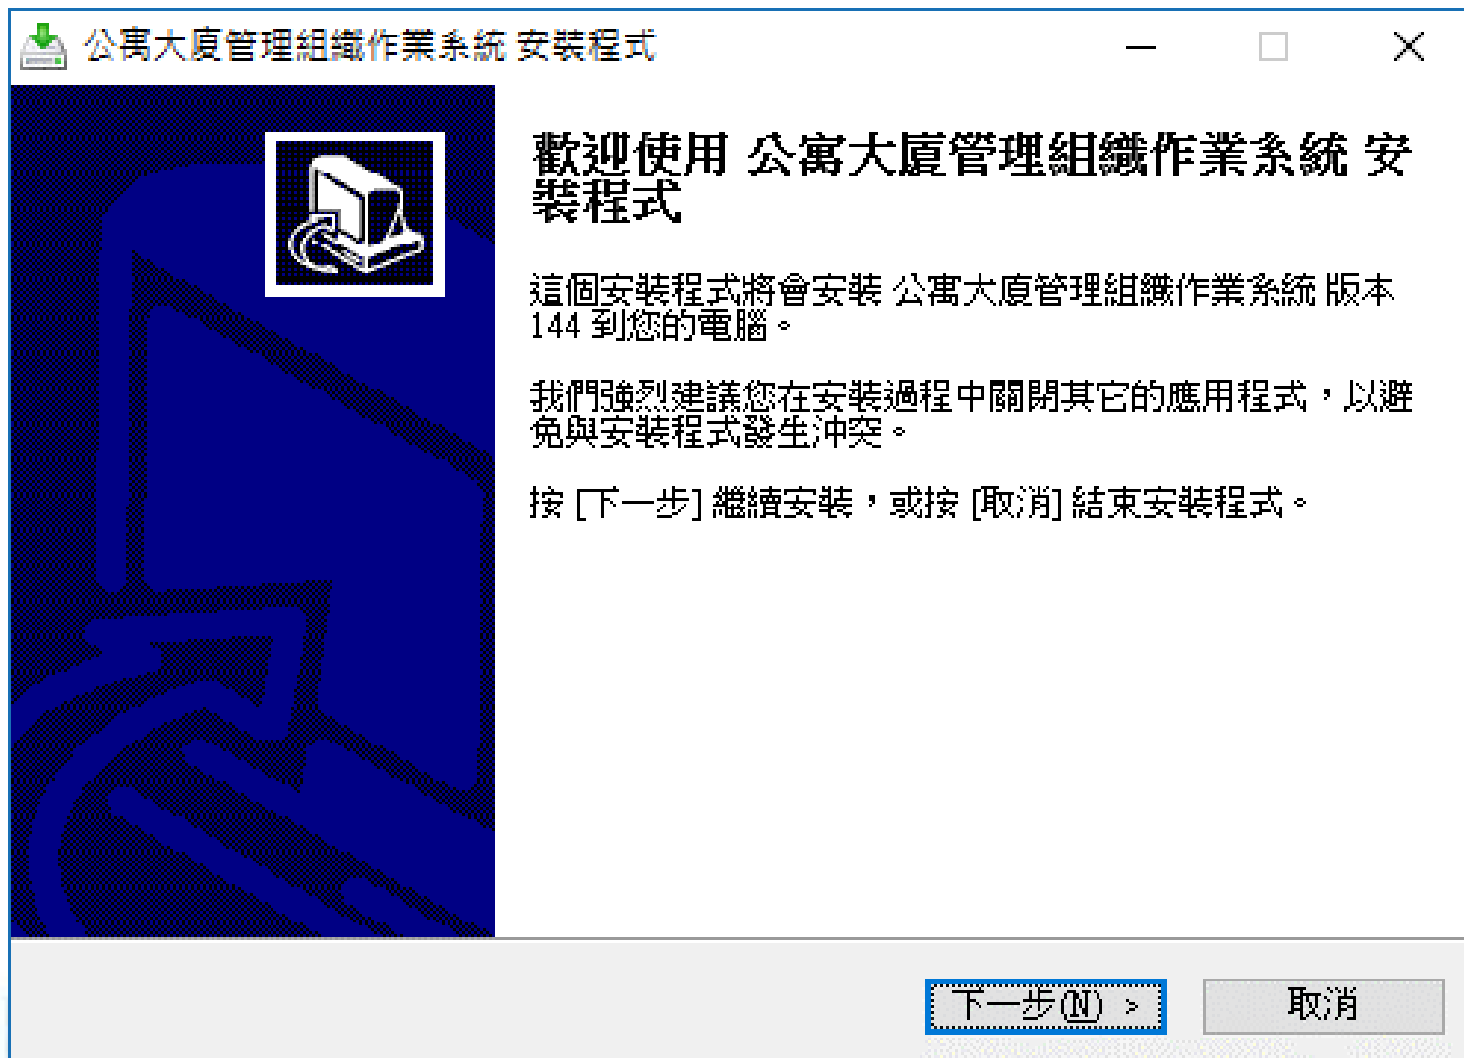 公寓大廈管理組織作業系統 安裝程式
歡迎使用 公寓大廈管理組織作業系統 安
裝程式
這個安裝程式將會安裝 公寓大廈管理組織作業系統 版本
144 到您的電腦。
我們強烈建議您在安裝過程中關閉其它的應用程式，以避
免與安裝程式發生沖突。
按 [下一步] 繼續安裝，或按 [取消] 結束安裝程式。
下一步(N) >
取消